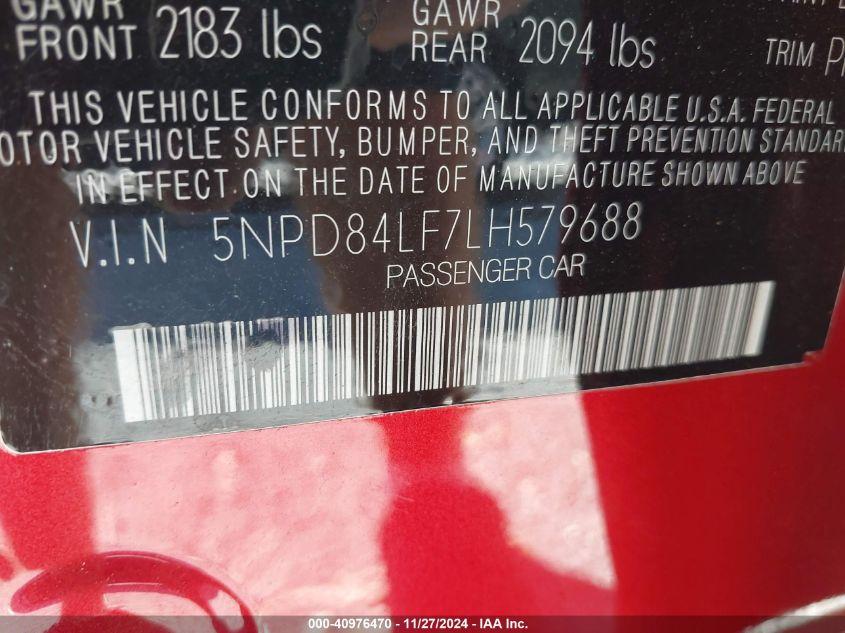 GAWR GAWR
FRONT 2183 lbs REAR 2094 lbs TRIM
THIS VEHICLE CONFORMS TO ALL APPLICABLE U.S.A. FEDERAL
OTOR VEHICLE SAFETY, BUMPER, AND THEFT PREVENTION STANDAR
IN EFFECT ON THE DATE OF MANUFACTURE SHOWN ABOVE
V.I.N 5NPD84LF7LH579688
PASSENGER CAR
000-40976470 - 11/27/2024 - IAA Inc.